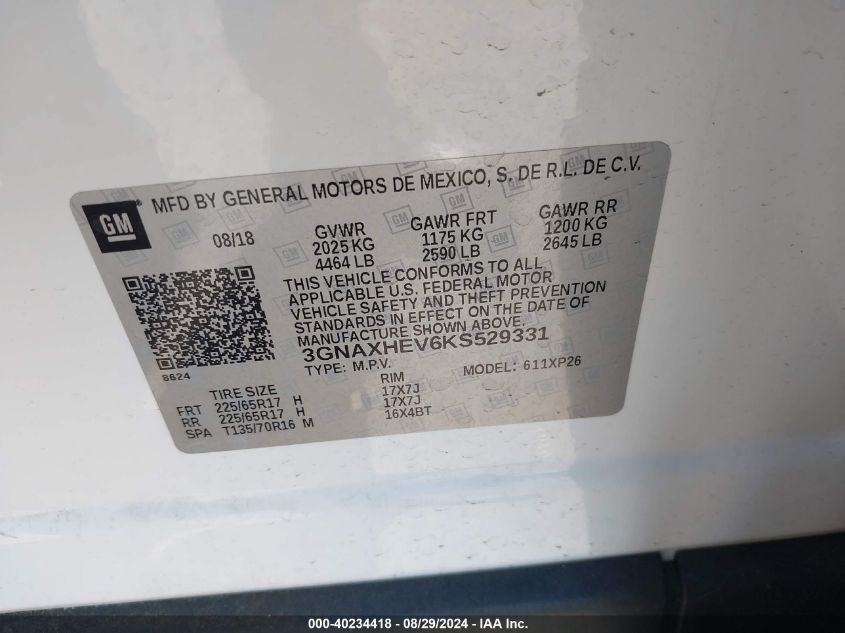 MFD BY GENERAL MOTORS DE MEXICO, S. DE R.L. DE C.V.
GM
08/18
GVWR GAWR FRT GAWR RR
2025 KG 1175 KG 1200 KG
4464 LB 2590 LB 2645 LB
THIS VEHICLE CONFORMS TO ALL
APPLICABLE U.S. FEDERAL MOTOR
VEHICLE SAFETY AND THEFT PREVENTION
STANDARDS IN EFFECT ON THE DATE OF
MANUFACTURE SHOWN ABOVE.
3GNAXHEV6KS529331
8624
TYPE: M.P.V. MODEL: 611XP26
TIRE SIZE RIM
FRT 225/65R17 H 17X7J
RR 225/65R17 H 17X7J
SPA T135/70R16 M 16X4BT
000-40234418 - 08/29/2024 - IAA Inc.